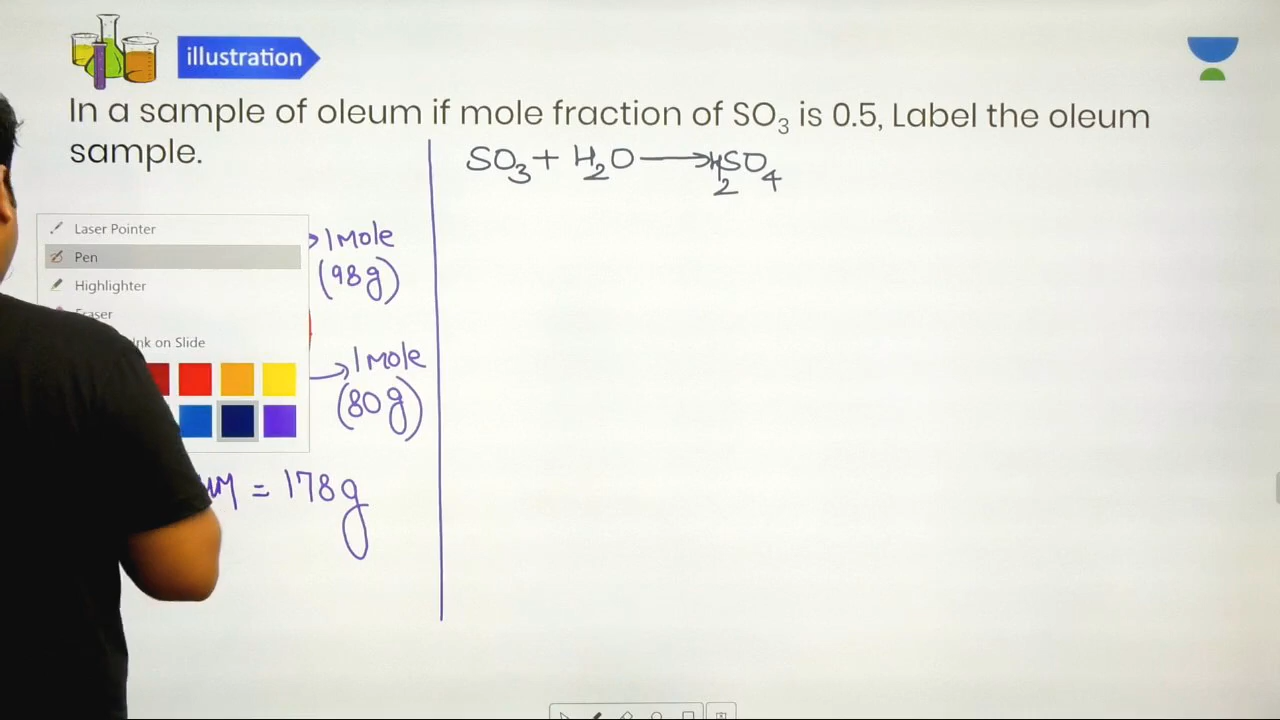 illustration
In a sample of oleum if mole fraction of SO₃ is 0.5, Label the oleum
sample.
SO₃ + H₂O → H₂SO₄
Laser Pointer
→ 1 Mole
Pen
(98g)
Highlighter
Eraser
Ink on Slide
→ 1 Mole
(80g)
= 178g